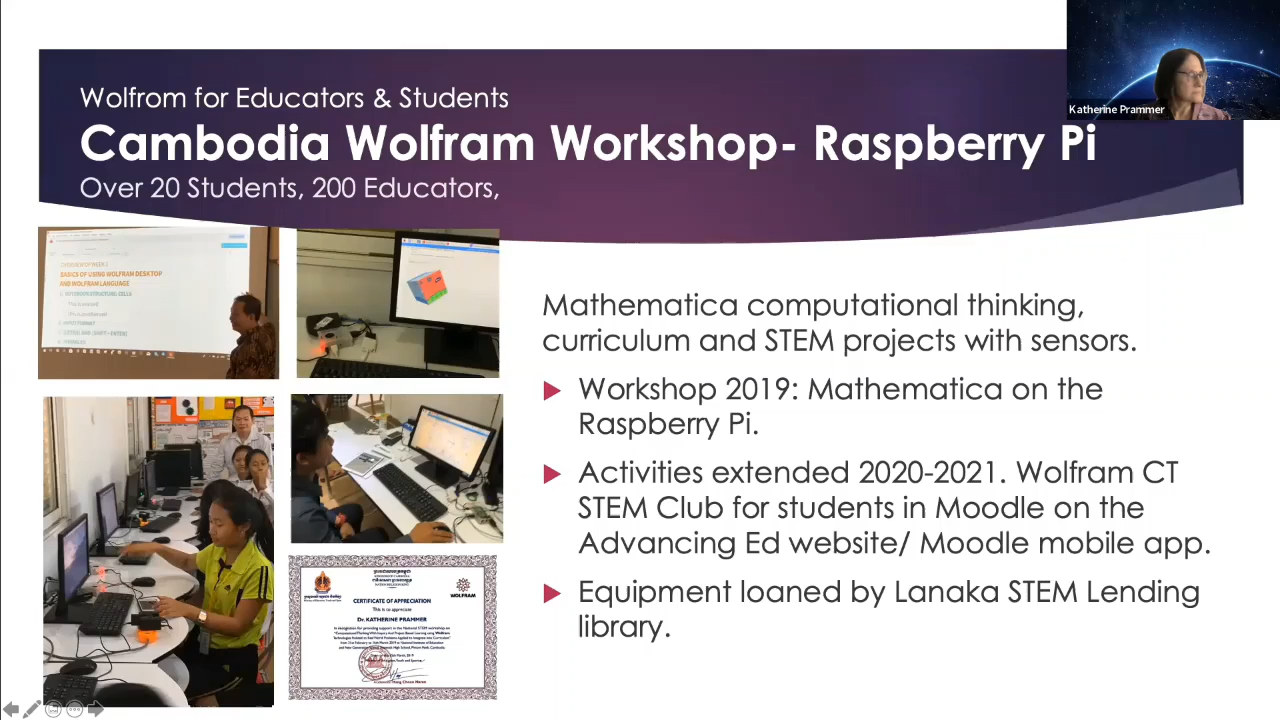 Wolfrom for Educators & Students
Cambodia Wolfram Workshop- Raspberry Pi
Over 20 Students, 200 Educators,
Katherine Prammer
BASICS OF USING WOLFRAM DESKTOP
AND WOLFRAM LANGUAGE
Mathematica computational thinking,
curriculum and STEM projects with sensors.
Workshop 2019: Mathematica on the
Raspberry Pi.
Activities extended 2020-2021. Wolfram CT
STEM Club for students in Moodle on the
Advancing Ed website/ Moodle mobile app.
Equipment loaned by Lanaka STEM Lending
library.
WOLFRAM
CERTIFICATE OF APPRECIATION
This is to appreciate
Dr. KATHERINE PRAMMER